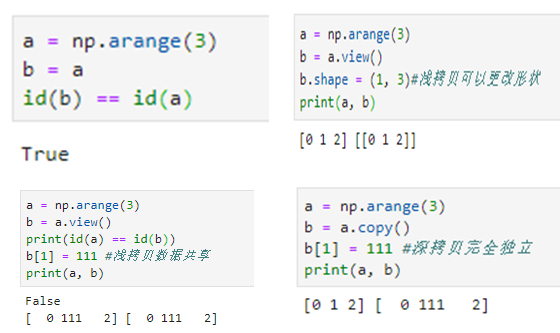 a = np.arange(3)
b = a
id(b) == id(a)
True
a = np.arange(3)
b = a.view()
b.shape = (1, 3)#浅拷贝可以更改形状
print(a, b)
[0 1 2] [[0 1 2]]
a = np.arange(3)
b = a.view()
print(id(a) == id(b))
b[1] = 111 #浅拷贝数据共享
print(a, b)
False
[  0 111   2] [  0 111   2]
a = np.arange(3)
b = a.copy()
b[1] = 111 #深拷贝完全独立
print(a, b)
[0 1 2] [  0 111   2]